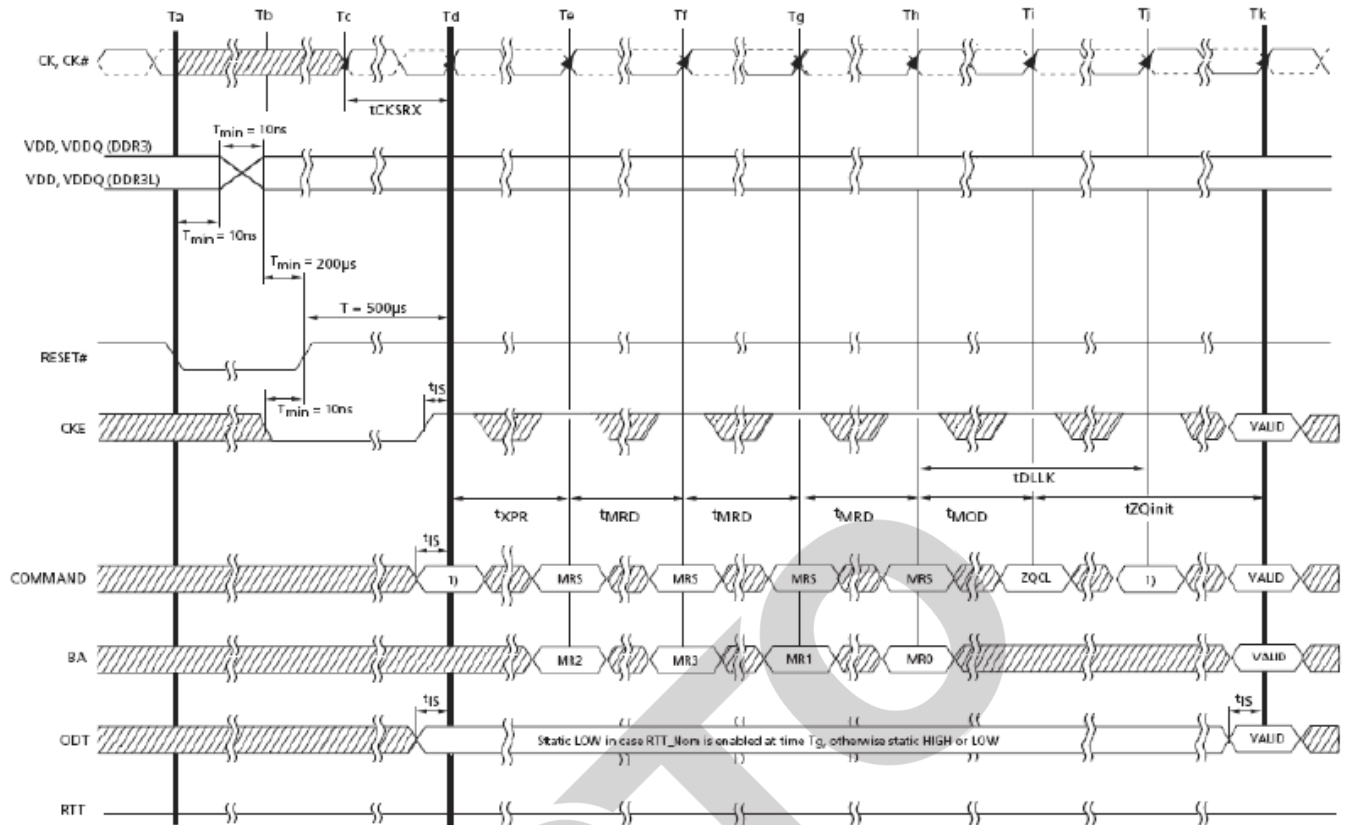 Ta Tb Tc Td Te Tf Tg Th Ti Tj Tk
CK, CK#
tCKSRX
Tmin = 10ns
VDD, VDDQ (DDR3)
VDD, VDDQ (DDR3L)
Tmin = 10ns
Tmin = 200μs
T = 500μs
RESET#
tIS
Tmin = 10ns
CKE
VALID
tDLLK
tXPR tMRD tMRD tMRD tMOD tZQinit
tIS
COMMAND 1) MRS MRS MRS MRS ZQCL 1) VALID
BA MR2 MR3 MR1 MR0 VALID
tIS tIS
ODT Static LOW in case RTT_Nom is enabled at time Tg, otherwise static HIGH or LOW VALID
RTT